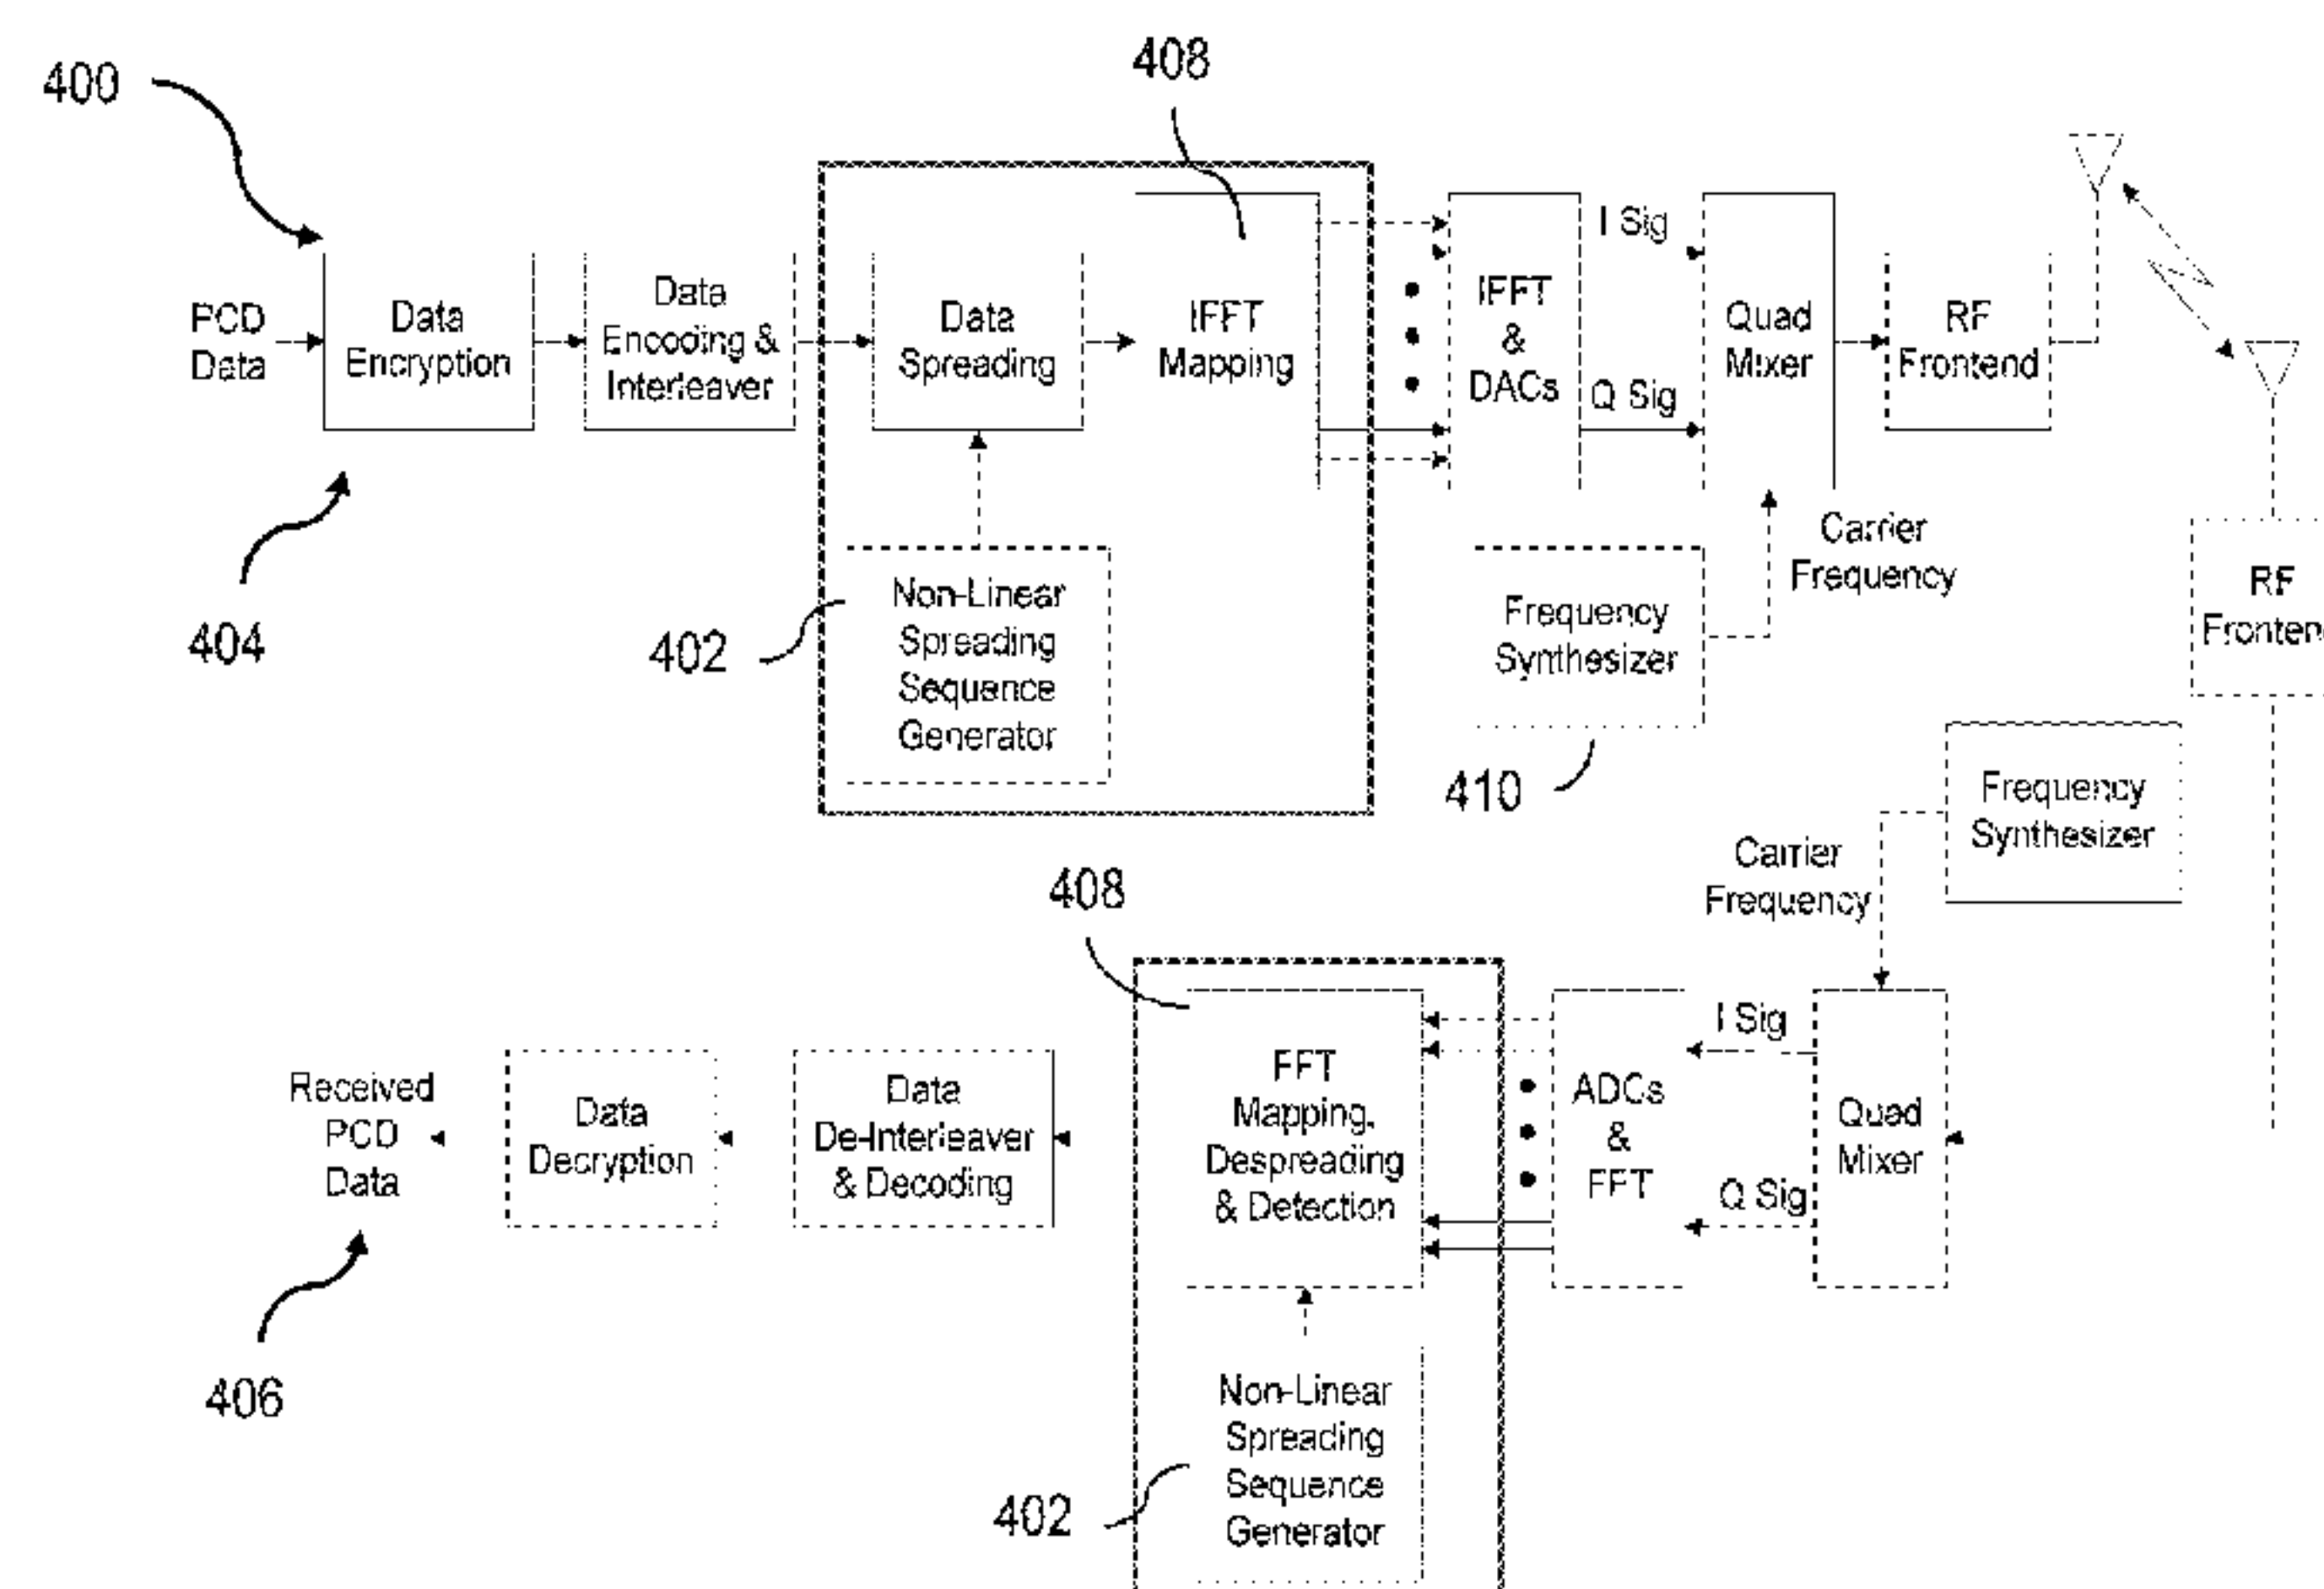 400
408
PCD
Data
Data
Encryption
Data
Encoding &
Interleaver
Data
Spreading
IFFT
Mapping
IFFT
&
DACs
I Sig
Q Sig
Quad
Mixer
RF
Frontend
404
402
Non-Linear
Spreading
Sequence
Generator
Frequency
Synthesizer
Carrier
Frequency
410
RF
Fronten
Frequency
Synthesizer
Carrier
Frequency
408
Received
PCD
Data
Data
Decryption
Data
De-Interleaver
& Decoding
FFT
Mapping,
Despreading
& Detection
ADCs
&
FFT
I Sig
Q Sig
Quad
Mixer
406
402
Non-Linear
Spreading
Sequence
Generator